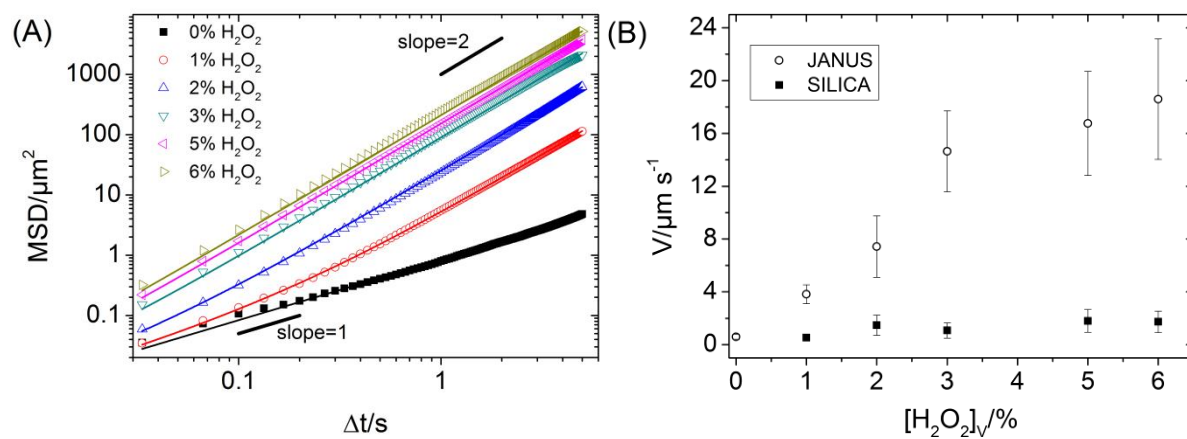 (A)
MSD/μm²
1000
100
10
1
0.1
0.1
1
Δt/s
0% H₂O₂
1% H₂O₂
2% H₂O₂
3% H₂O₂
5% H₂O₂
6% H₂O₂
slope=2
slope=1
(B)
V/μm s⁻¹
24
20
16
12
8
4
0
0 1 2 3 4 5 6
[H₂O₂]ᵥ/%
JANUS
SILICA